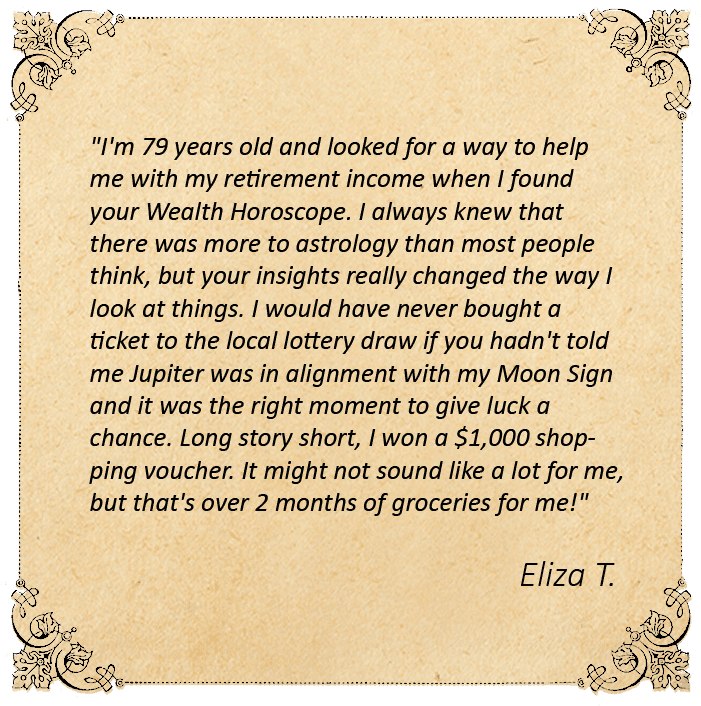 "I'm 79 years old and looked for a way to help
me with my retirement income when I found
your Wealth Horoscope. I always knew that
there was more to astrology than most people
think, but your insights really changed the way I
look at things. I would have never bought a
ticket to the local lottery draw if you hadn't told
me Jupiter was in alignment with my Moon Sign
and it was the right moment to give luck a
chance. Long story short, I won a $1,000 shop-
ping voucher. It might not sound like a lot for me,
but that's over 2 months of groceries for me!"
Eliza T.